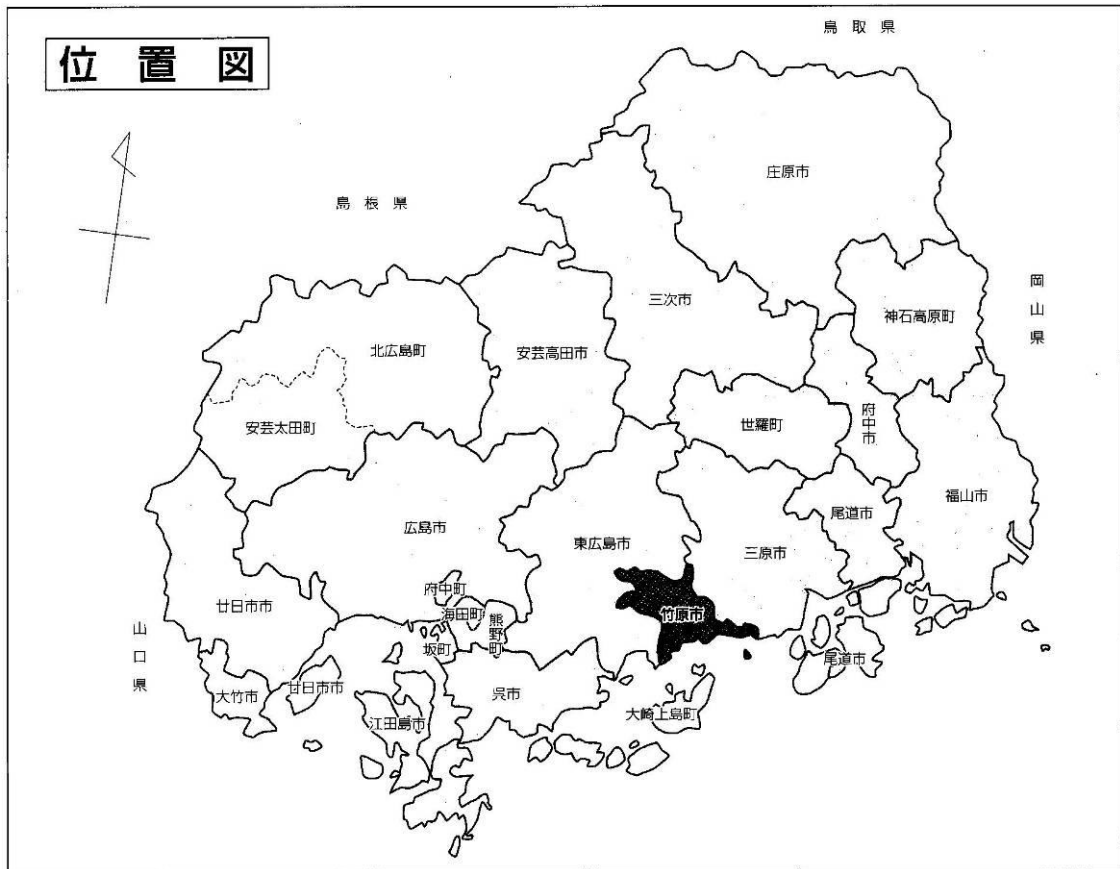 位置図
鳥取県
島根県
庄原市
岡山県
三次市
神石高原町
北広島町
安芸高田市
安芸太田町
世羅町
府中市
福山市
尾道市
広島市
東広島市
三原市
府中町
海田町
熊野町
坂町
廿日市市
竹原市
山口県
大竹市
廿日市市
江田島市
呉市
大崎上島町
尾道市